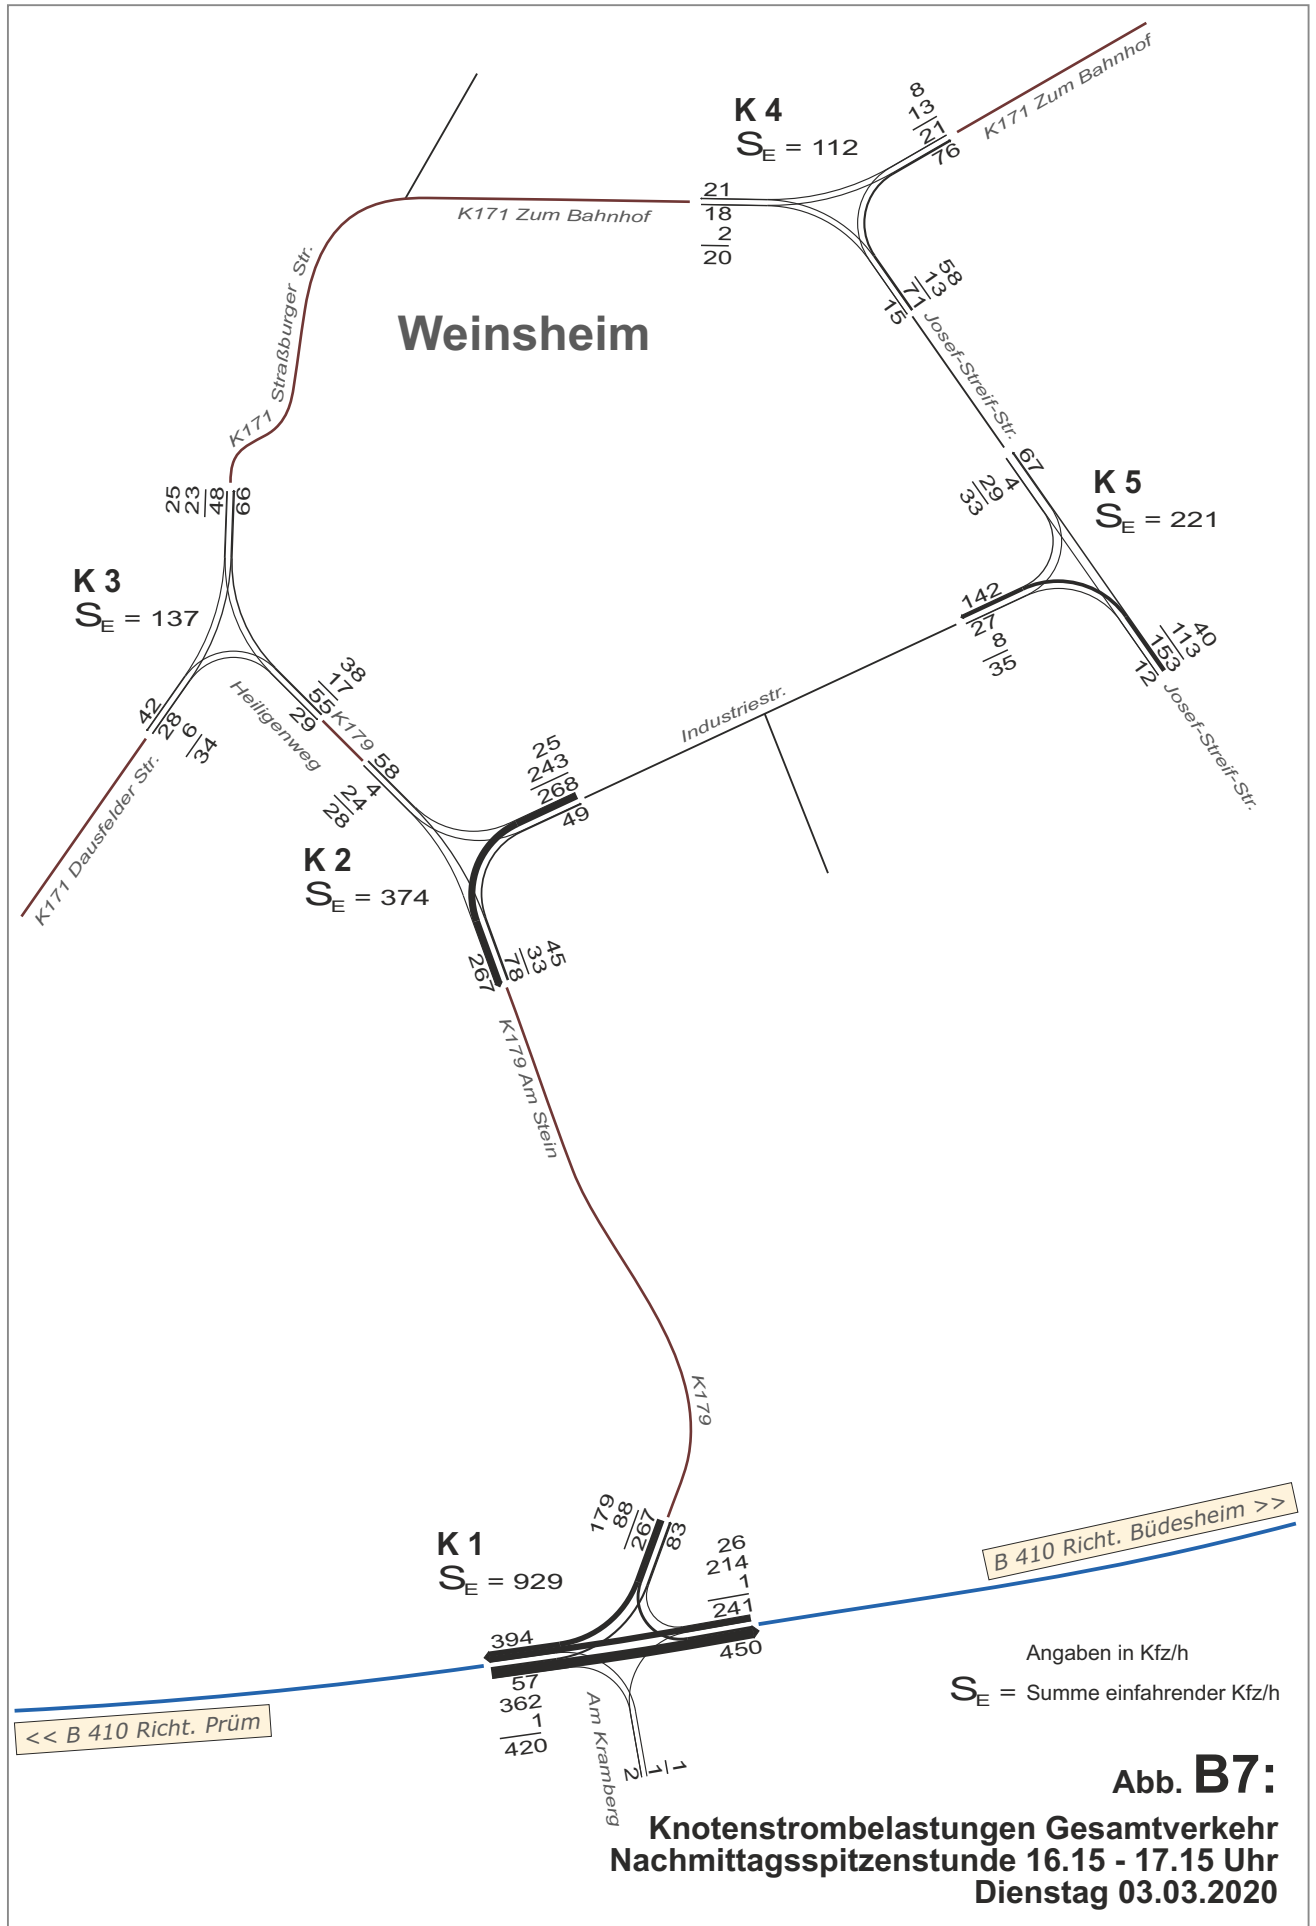 K 4
S_E = 112
8
13
21
76
K171 Zum Bahnhof
21
18
2
20
K171 Zum Bahnhof
58
13
71
15
Josef-Streif-Str.
Weinsheim
K171 Straßburger Str.
25
23
48
66
K 3
S_E = 137
42
28
6
34
K171 Dausfelder Str.
Heiligenweg
38
17
55
29
K179
58
4
24
28
K 2
S_E = 374
25
243
268
49
Industriestr.
67
4
29
33
K 5
S_E = 221
142
27
8
35
40
113
153
12
Josef-Streif-Str.
267
78
33
45
K179 Am Stein
K179
K 1
S_E = 929
179
88
267
83
26
214
1
241
450
B 410 Richt. Büdesheim >>
394
57
362
1
420
<< B 410 Richt. Prüm
Am Kramberg
2
1
1
Angaben in Kfz/h
S_E = Summe einfahrender Kfz/h
Abb. B7:
Knotenstrombelastungen Gesamtverkehr
Nachmittagsspitzenstunde 16.15 - 17.15 Uhr
Dienstag 03.03.2020